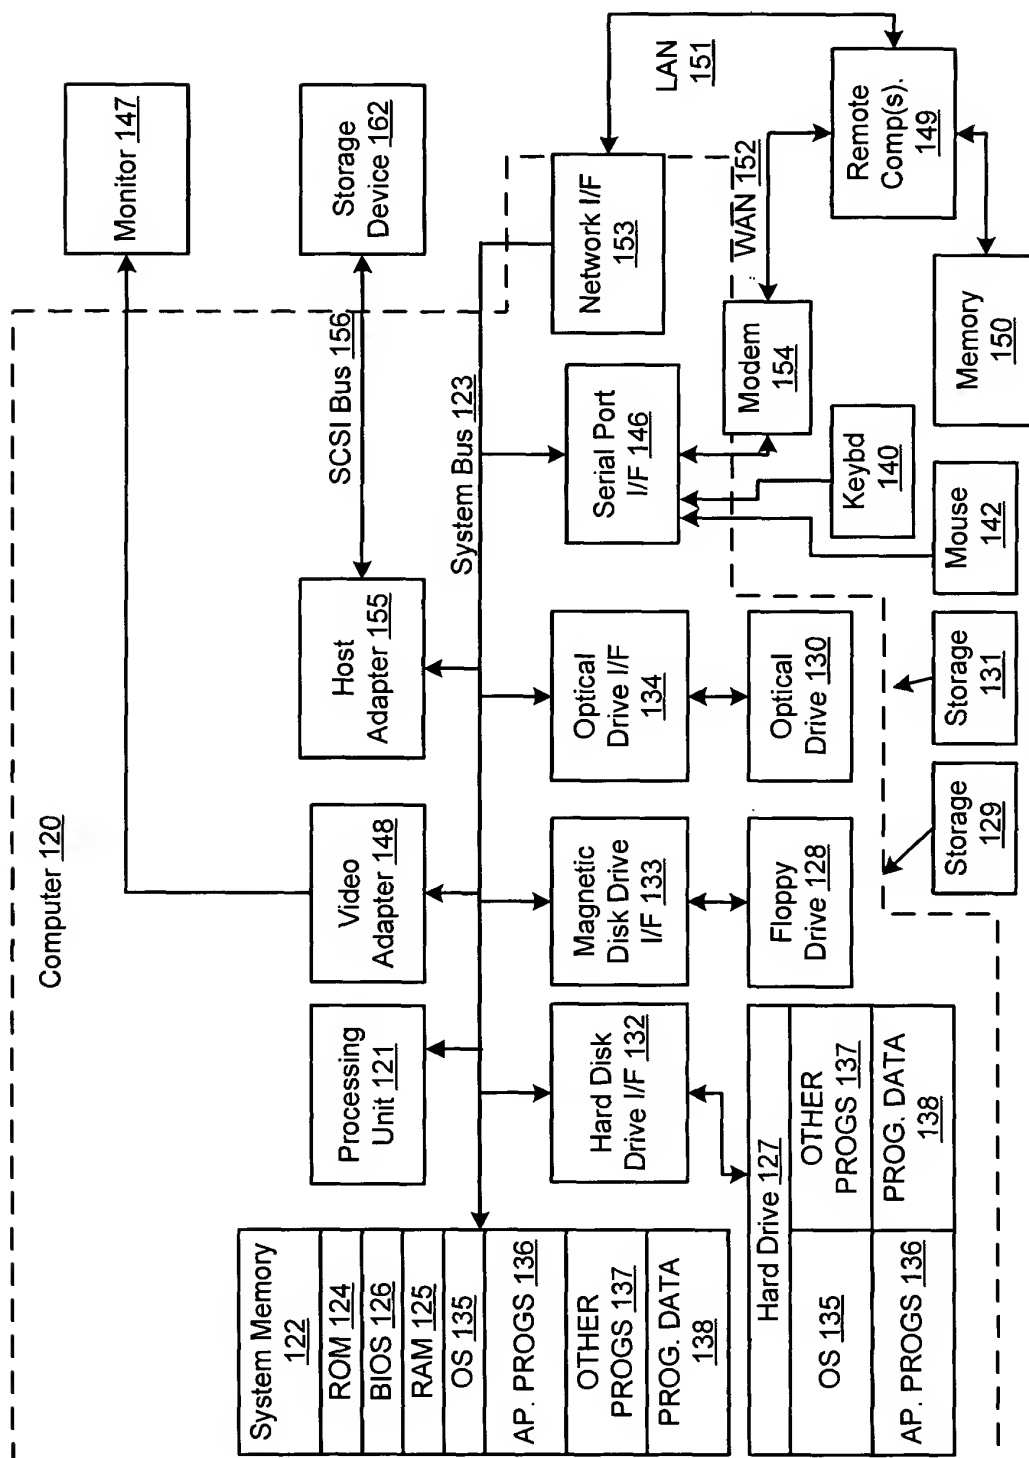 Computer 120
System Memory
122
ROM 124
BIOS 126
RAM 125
OS 135
AP. PROGS 136
OTHER
PROGS 137
PROG. DATA
138
Processing
Unit 121
Video
Adapter 148
Host
Adapter 155
Monitor 147
Storage
Device 162
SCSI Bus 156
System Bus 123
Hard Disk
Drive I/F 132
Magnetic
Disk Drive
I/F 133
Optical
Drive I/F
134
Serial Port
I/F 146
Network I/F
153
Hard Drive 127
OS 135
OTHER
PROGS 137
AP. PROGS 136
PROG. DATA
138
Floppy
Drive 128
Optical
Drive 130
Modem
154
WAN 152
LAN
151
Keybd
140
Remote
Comp(s).
149
Storage
129
Storage
131
Mouse
142
Memory
150